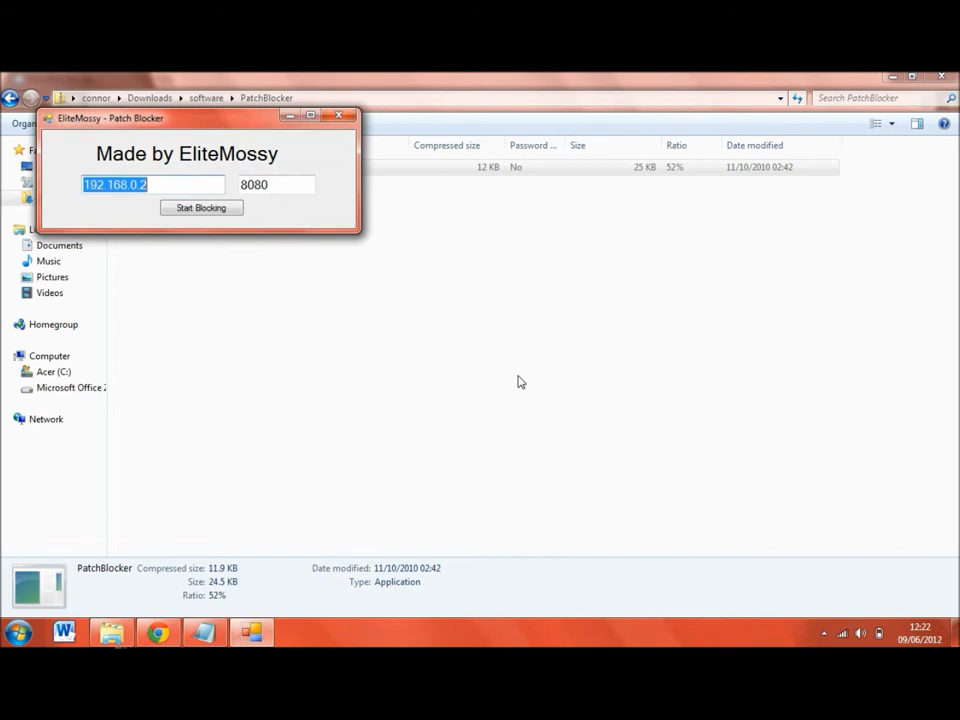 connor ▸ Downloads ▸ software ▸ PatchBlocker
Search PatchBlocker
EliteMossy - Patch Blocker
Made by EliteMossy
192.168.0.2
8080
Start Blocking
Compressed size
Password ...
Size
Ratio
Date modified
12 KB
No
25 KB
52%
11/10/2010 02:42
Documents
Music
Pictures
Videos
Homegroup
Computer
Acer (C:)
Microsoft Office 2
Network
PatchBlocker Compressed size: 11.9 KB Date modified: 11/10/2010 02:42
Size: 24.5 KB Type: Application
Ratio: 52%
12:22
09/06/2012